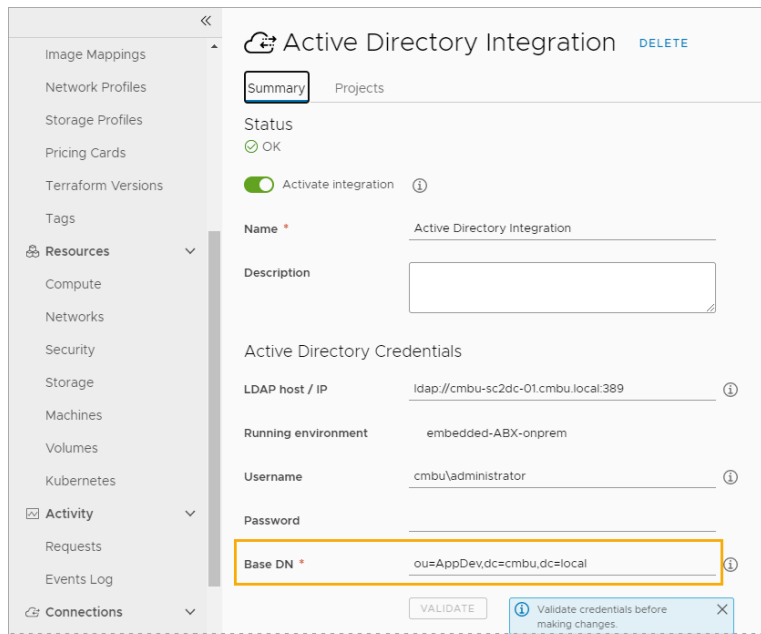 Image Mappings
Network Profiles
Storage Profiles
Pricing Cards
Terraform Versions
Tags
Resources
Compute
Networks
Security
Storage
Machines
Volumes
Kubernetes
Activity
Requests
Events Log
Connections
Active Directory Integration DELETE
Summary Projects
Status
OK
Activate integration
Name * Active Directory Integration
Description
Active Directory Credentials
LDAP host / IP ldap://cmbu-sc2dc-01.cmbu.local:389
Running environment embedded-ABX-onprem
Username cmbu\administrator
Password
Base DN * ou=AppDev,dc=cmbu,dc=local
VALIDATE
Validate credentials before
making changes.